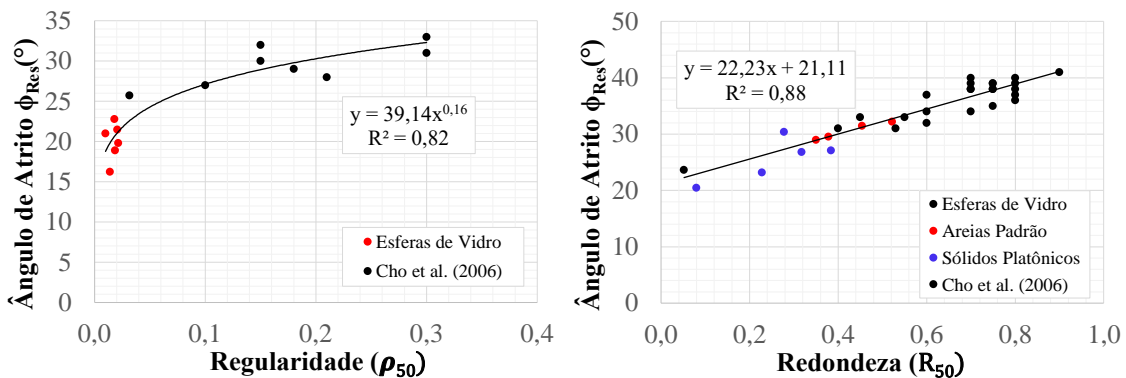 Ângulo de Atrito ϕRes(°)
35
30
25
20
15
10
5
0
y = 39,14x^0,16
R² = 0,82
Esferas de Vidro
Cho et al. (2006)
0,0
0,1
0,2
0,3
0,4
Regularidade (ρ50)
Ângulo de Atrito ϕRes(°)
50
40
30
20
10
0
y = 22,23x + 21,11
R² = 0,88
Esferas de Vidro
Areias Padrão
Sólidos Platônicos
Cho et al. (2006)
0,0
0,2
0,4
0,6
0,8
1,0
Redondeza (R50)